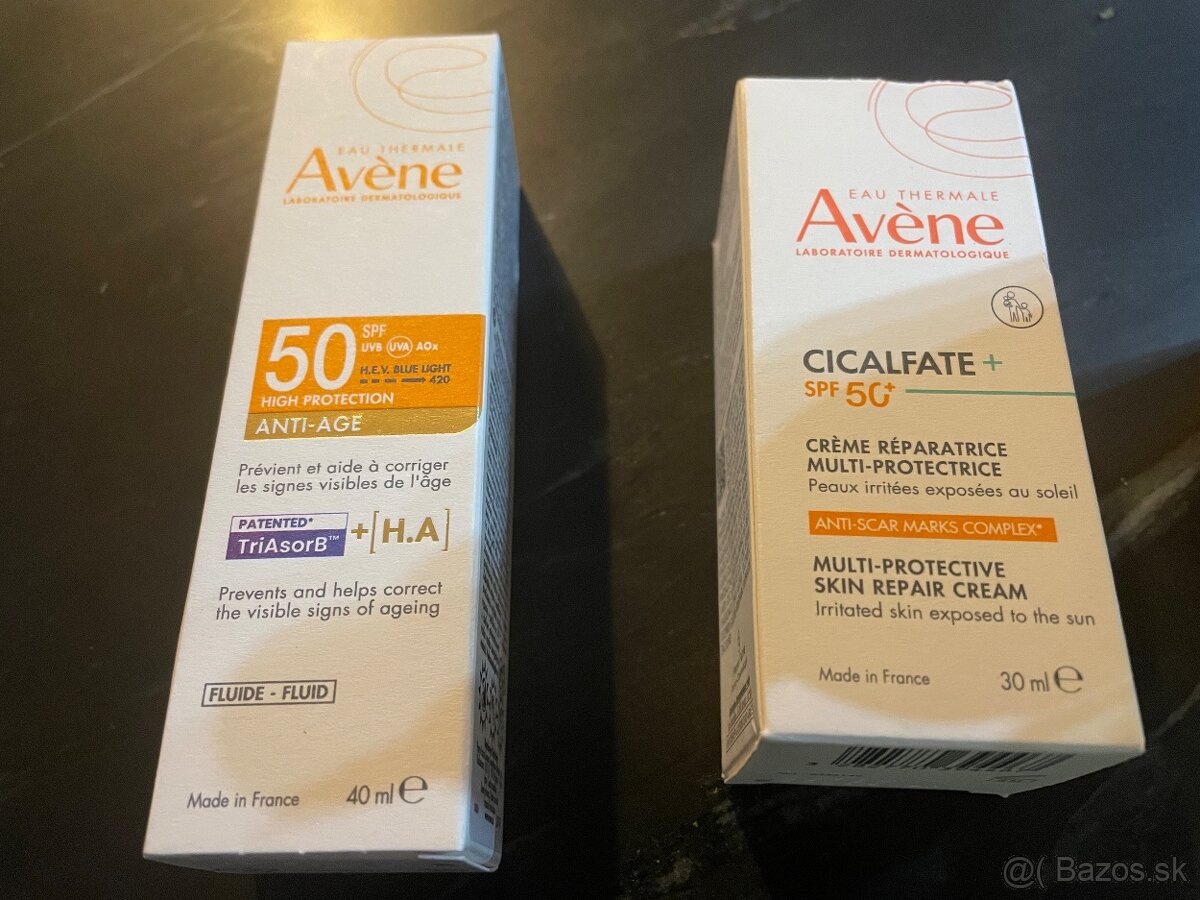 EAU THERMALE
Avène
LABORATOIRE DERMATOLOGIQUE
50 SPF
UVB UVA AOx
H.E.V. BLUE LIGHT
420
HIGH PROTECTION
ANTI-AGE
Prévient et aide à corriger
les signes visibles de l'âge
PATENTED*
TriAsorB™ + [H.A]
Prevents and helps correct
the visible signs of ageing
FLUIDE - FLUID
Made in France 40 ml e
EAU THERMALE
Avène
LABORATOIRE DERMATOLOGIQUE
CICALFATE +
SPF 50+
CRÈME RÉPARATRICE
MULTI-PROTECTRICE
Peaux irritées exposées au soleil
ANTI-SCAR MARKS COMPLEX*
MULTI-PROTECTIVE
SKIN REPAIR CREAM
Irritated skin exposed to the sun
Made in France 30 ml e
@( Bazos.sk